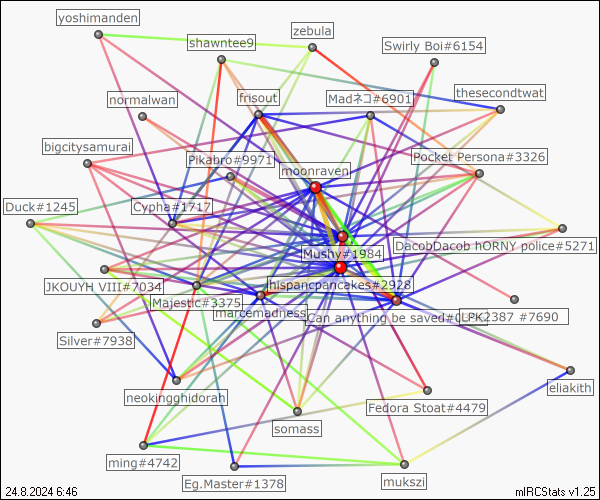 yoshimanden
zebula
shawntee9
Swirly Boi#6154
thesecondtwat
normalwan
frisout
Madネコ#6901
bigcitysamurai
Pikabro#9971
Pocket Persona#3326
moonraven
Duck#1245
Cypha#1717
DacobDacob hORNY police#5271
Mushy#1984
JKOUYH VIII#7034
hispancpancakes#2928
Majestic#3375
marcemadness
Can anything be saved#
CLPK2387 #7690
Silver#7938
neokingghidorah
eliakith
Fedora Stoat#4479
somass
ming#4742
Eg.Master#1378
mukszi
24.8.2024 6:46
mIRCStats v1.25